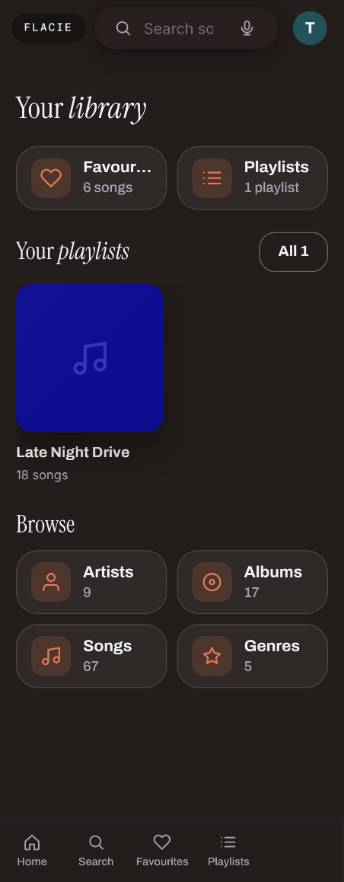 FLACIE
Search so
T
Your library
Favour...
6 songs
Playlists
1 playlist
Your playlists
All 1
Late Night Drive
18 songs
Browse
Artists
9
Albums
17
Songs
67
Genres
5
Home
Search
Favourites
Playlists